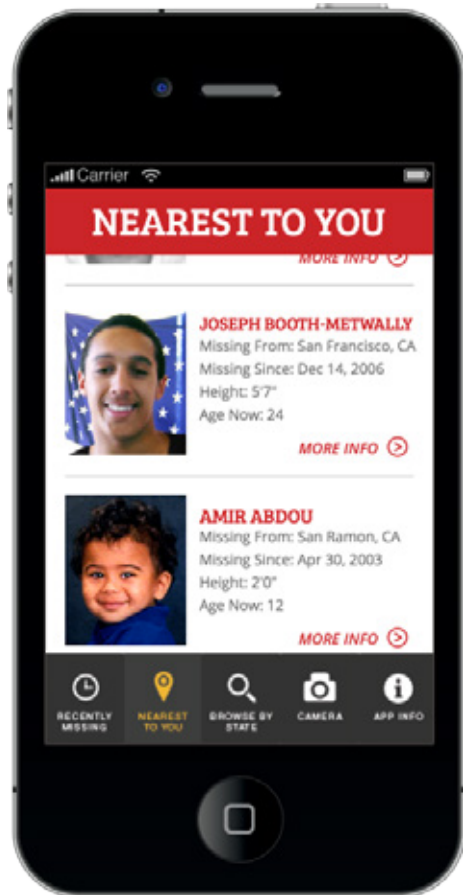 Carrier
NEAREST TO YOU
MORE INFO
JOSEPH BOOTH-METWALLY
Missing From: San Francisco, CA
Missing Since: Dec 14, 2006
Height: 5'7"
Age Now: 24
MORE INFO
AMIR ABDOU
Missing From: San Ramon, CA
Missing Since: Apr 30, 2003
Height: 2'0"
Age Now: 12
MORE INFO
RECENTLY MISSING
NEAREST TO YOU
BROWSE BY STATE
CAMERA
APP INFO